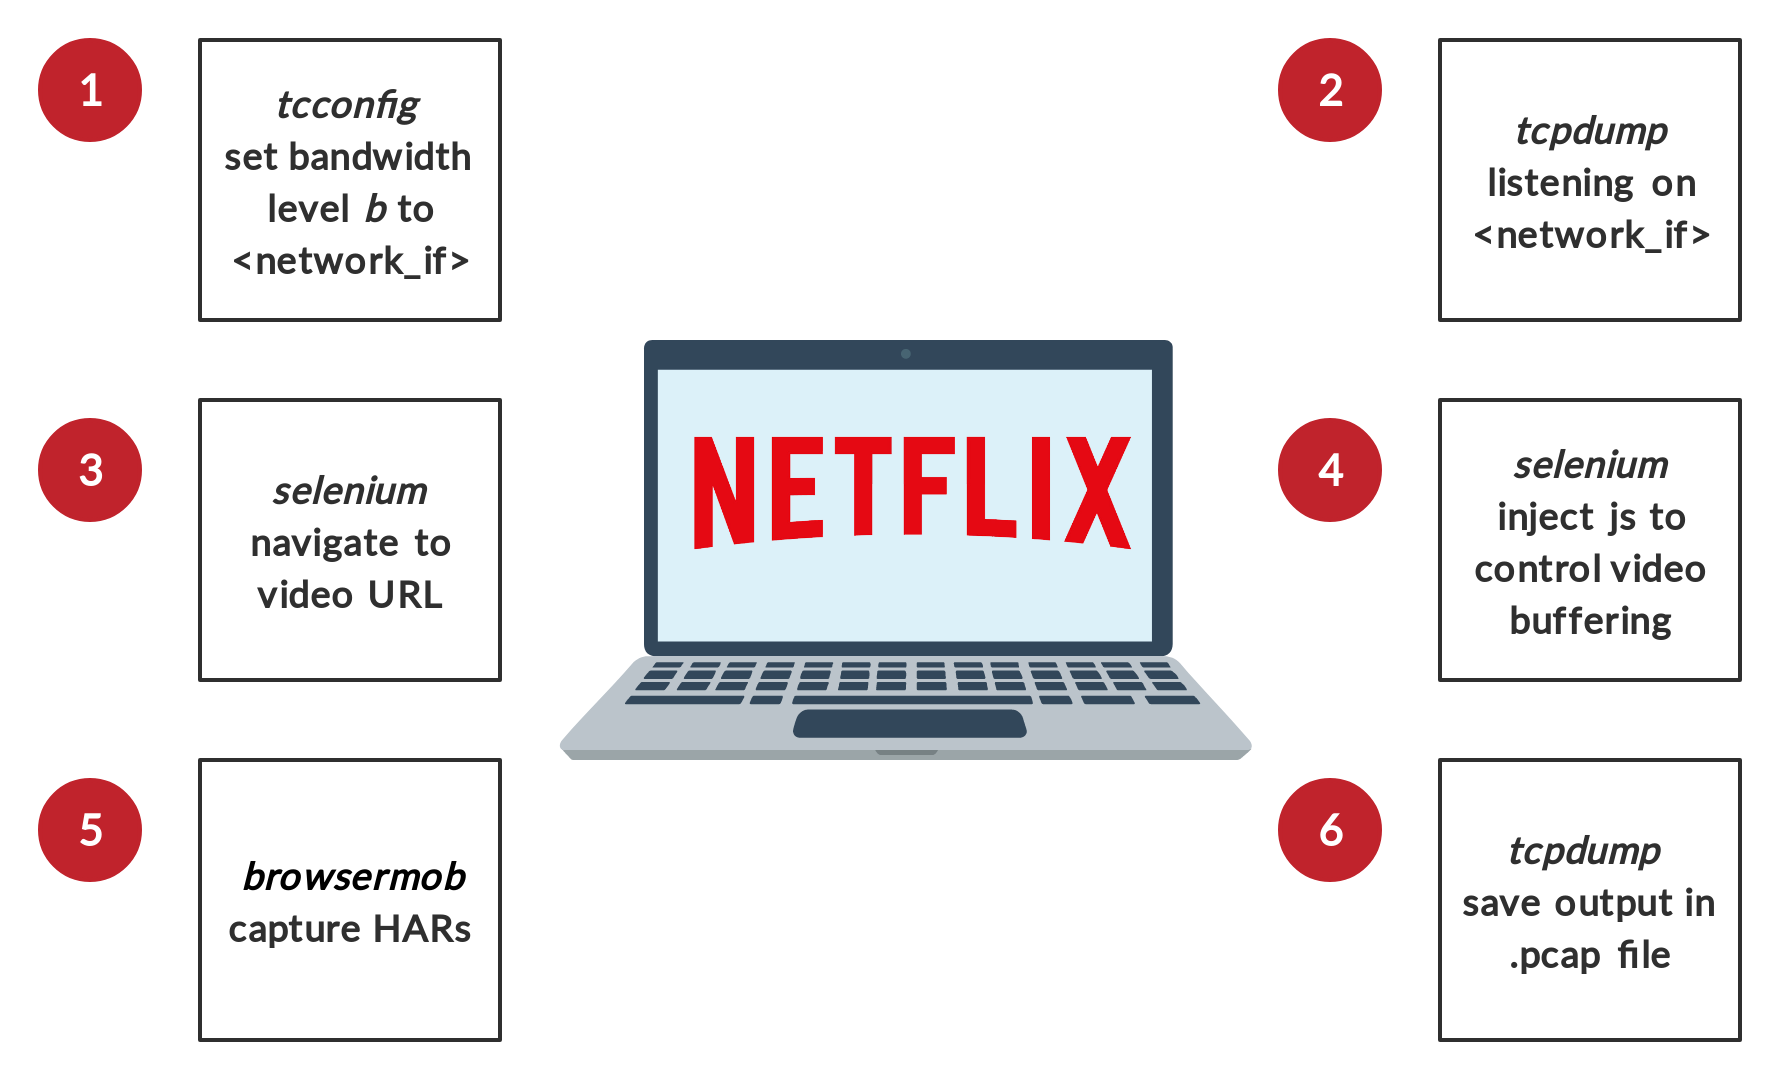 1
tcconfig
set bandwidth
level b to
<network_if>
2
tcpdump
listening on
<network_if>
3
selenium
navigate to
video URL
NETFLIX
4
selenium
inject js to
control video
buffering
5
browsermob
capture HARs
6
tcpdump
save output in
.pcap file